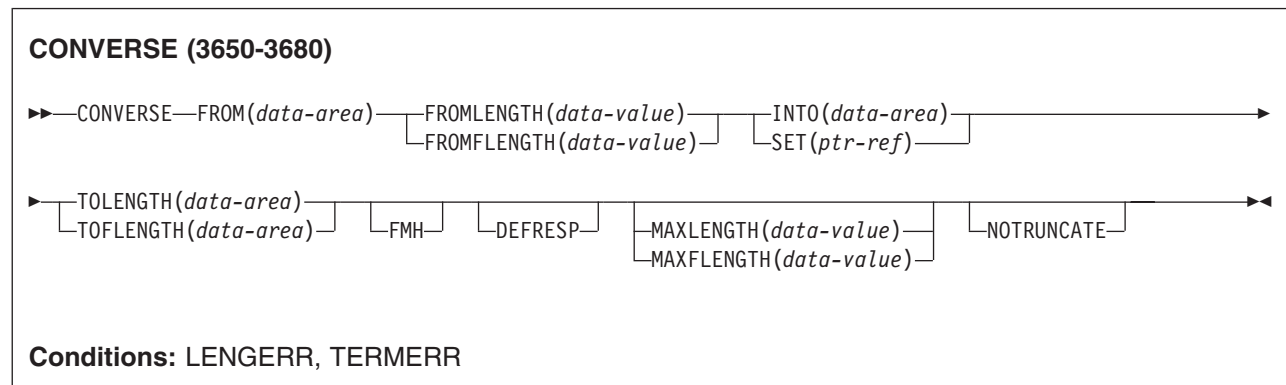 CONVERSE (3650-3680)
CONVERSE FROM(data-area) FROMLENGTH(data-value) INTO(data-area)
FROMFLENGTH(data-value) SET(ptr-ref)
TOLENGTH(data-area)
TOFLENGTH(data-area) FMH DEFRESP MAXLENGTH(data-value) NOTRUNCATE
MAXFLENGTH(data-value)
Conditions: LENGERR, TERMERR